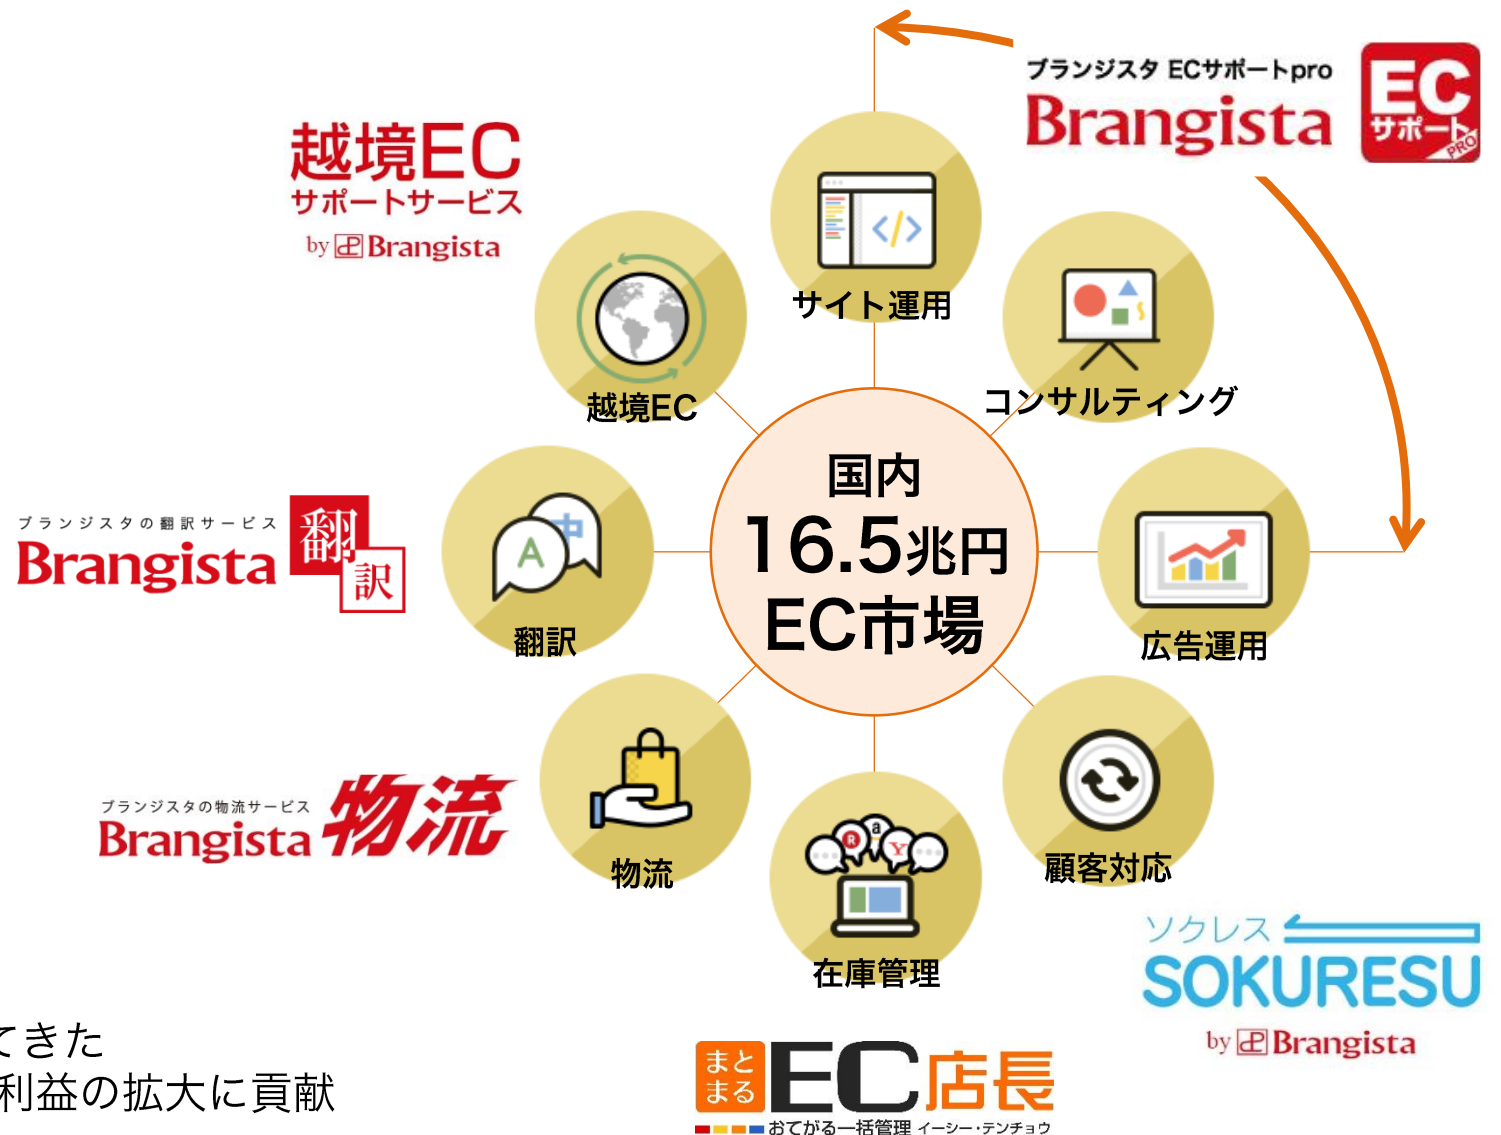 ブランジスタ ECサポートpro
Brangista
EC
サポート
PRO
越境EC
サポートサービス
by Brangista
サイト運用
越境EC
コンサルティング
国内
16.5兆円
EC市場
ブランジスタの翻訳サービス
Brangista
翻
訳
A
中
翻訳
広告運用
ブランジスタの物流サービス
Brangista
物流
物流
R
a
Y
在庫管理
顧客対応
ソクレス
SOKURESU
by Brangista
てきた
利益の拡大に貢献
まと
まる
EC店長
おてがる一括管理 イーシー・テンチョウ